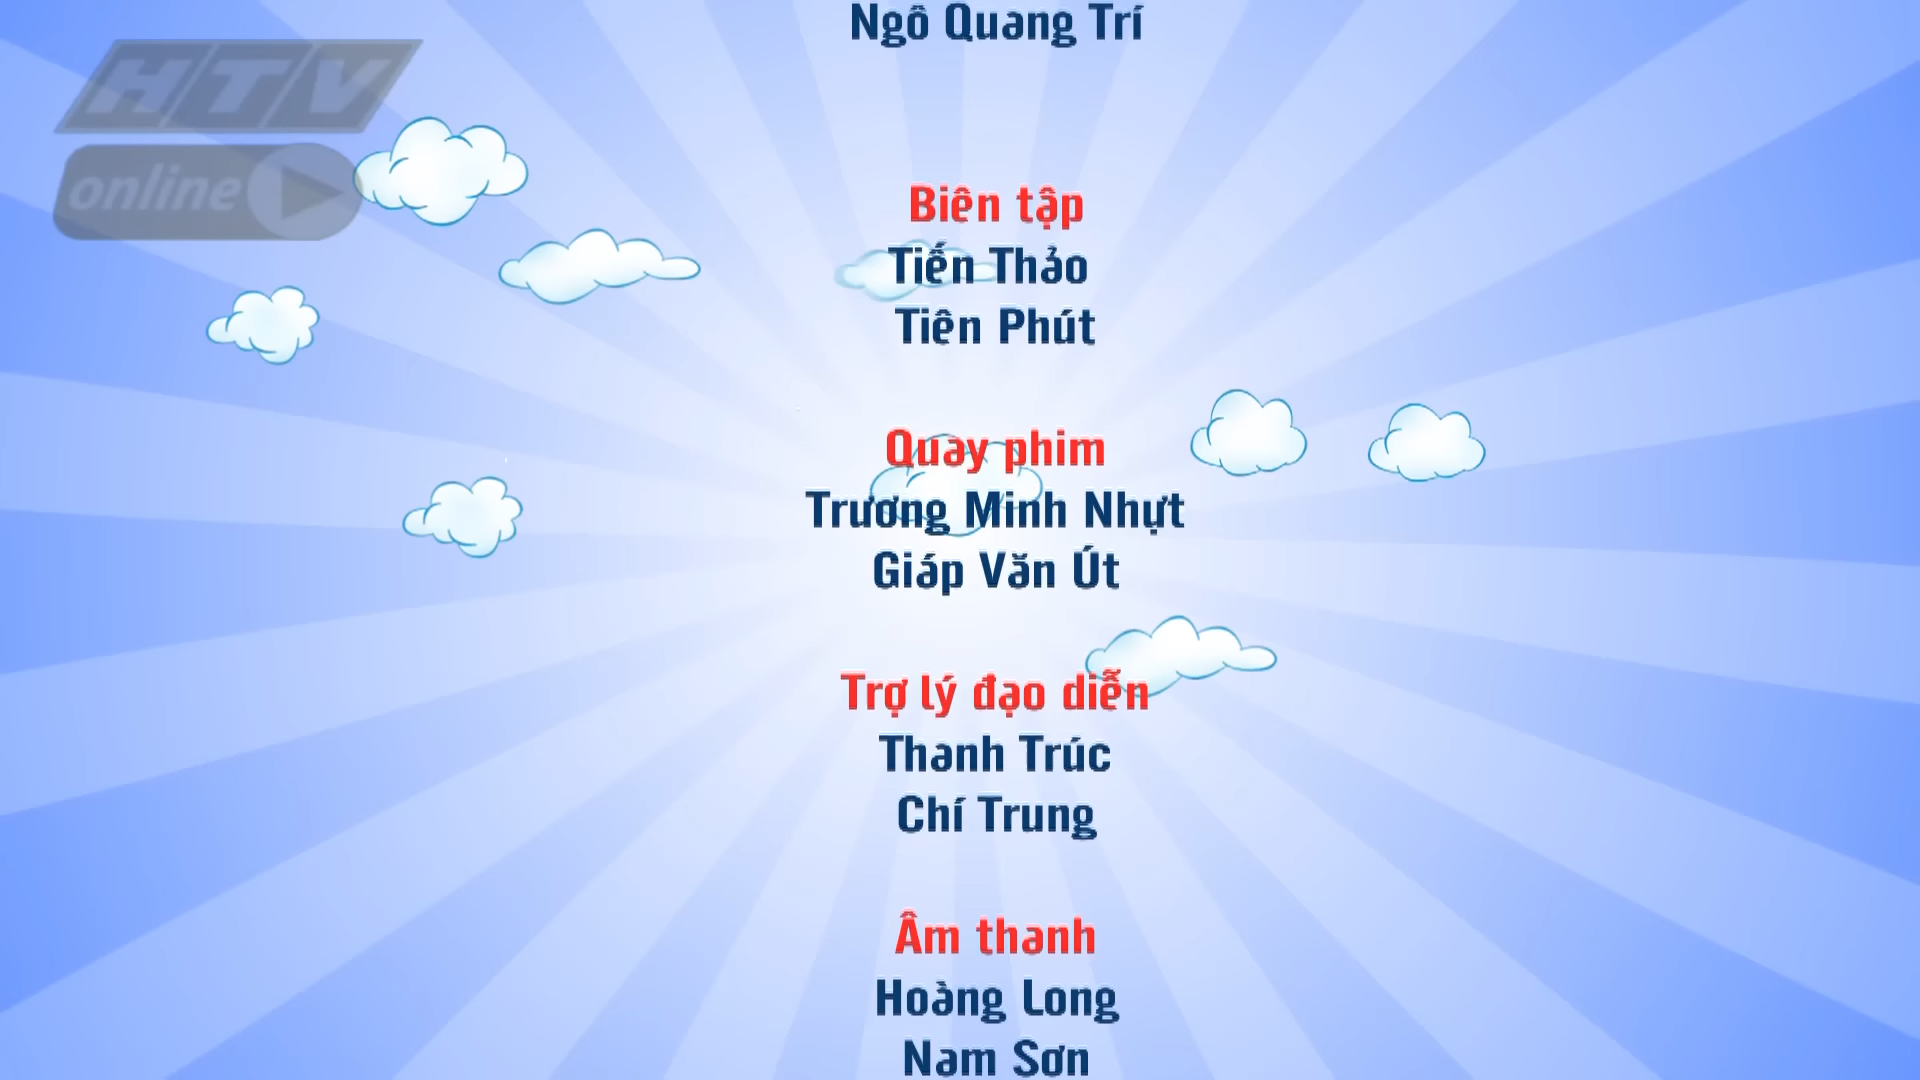 Ngô Quang Trí
HTV
online
Biên tập
Tiến Thảo
Tiên Phút
Quay phim
Trương Minh Nhựt
Giáp Văn Út
Trợ lý đạo diễn
Thanh Trúc
Chí Trung
Âm thanh
Hoàng Long
Nam Sơn